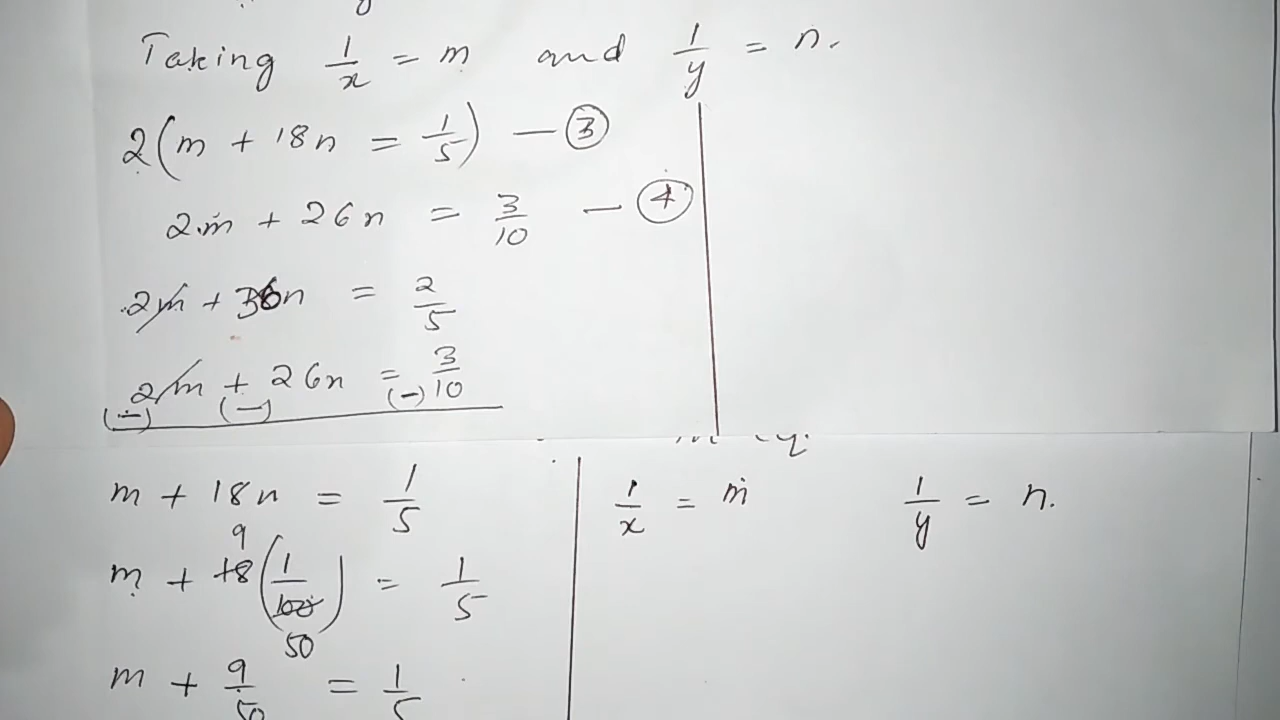 Taking 1/x = m and 1/y = n.
2(m + 18n = 1/5) — ③
2m + 26n = 3/10 — ④
2m + 36n = 2/5
2m + 26n = 3/10
(−) (−) (−)
m + 18n = 1/5
9
m + 18(1/100) = 1/5
50
m + 9/50 = 1/5
1/x = m 1/y = n.